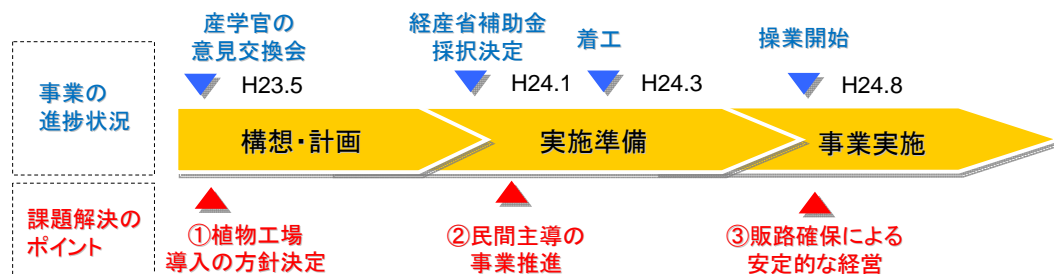 産学官の
意見交換会
経産省補助金
採択決定
着工
操業開始
事業の
進捗状況
H23.5
H24.1
H24.3
H24.8
構想・計画
実施準備
事業実施
課題解決の
ポイント
①植物工場
導入の方針決定
②民間主導の
事業推進
③販路確保による
安定的な経営